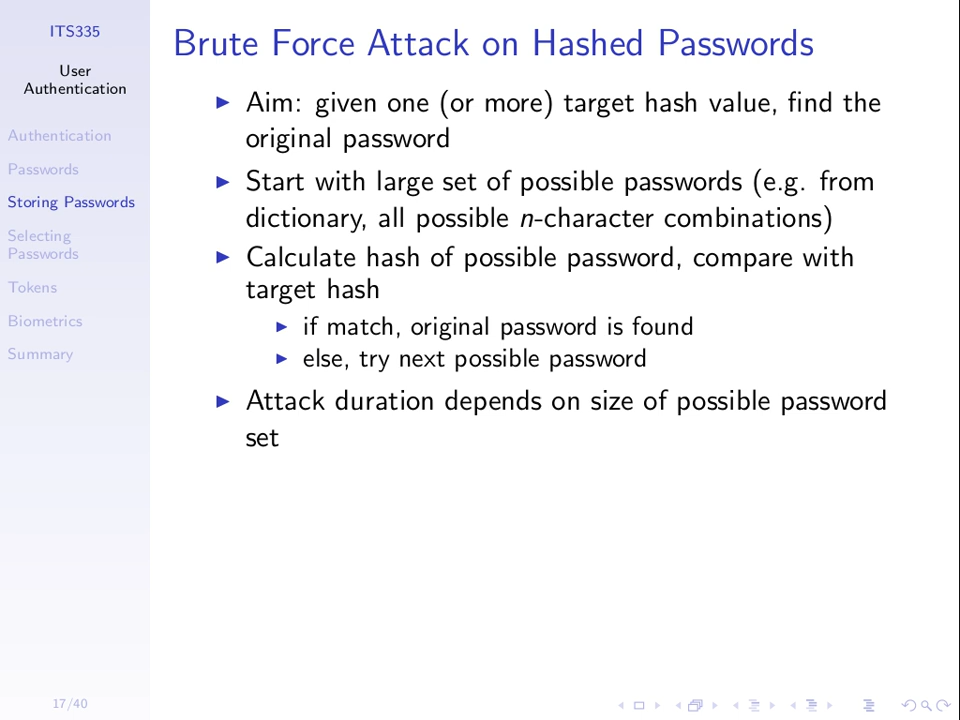 ITS335
User
Authentication
Authentication
Passwords
Storing Passwords
Selecting
Passwords
Tokens
Biometrics
Summary
17/40
Brute Force Attack on Hashed Passwords
Aim: given one (or more) target hash value, find the
original password
Start with large set of possible passwords (e.g. from
dictionary, all possible n-character combinations)
Calculate hash of possible password, compare with
target hash
if match, original password is found
else, try next possible password
Attack duration depends on size of possible password
set